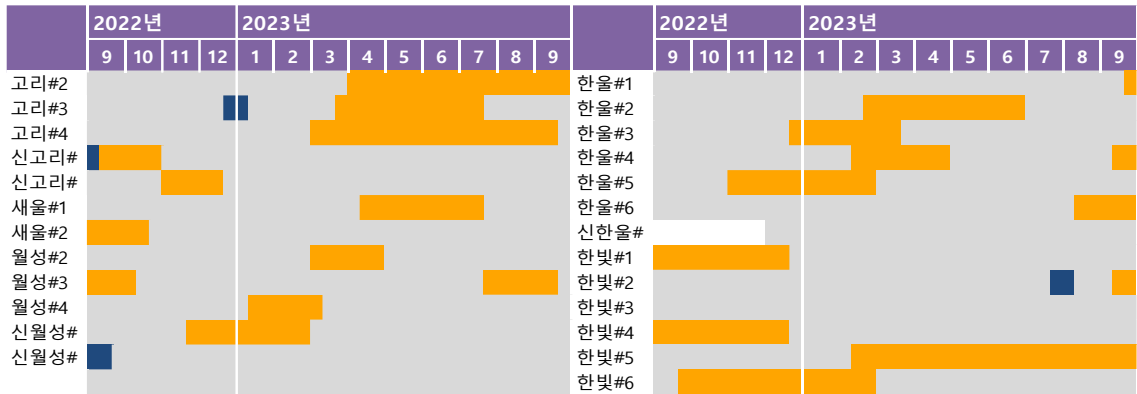 2022년 2023년 2022년 2023년
9 10 11 12 1 2 3 4 5 6 7 8 9 9 10 11 12 1 2 3 4 5 6 7 8 9
고리#2 한울#1
고리#3 한울#2
고리#4 한울#3
신고리# 한울#4
신고리# 한울#5
새울#1 한울#6
새울#2 신한울#
월성#2 한빛#1
월성#3 한빛#2
월성#4 한빛#3
신월성# 한빛#4
신월성# 한빛#5
한빛#6